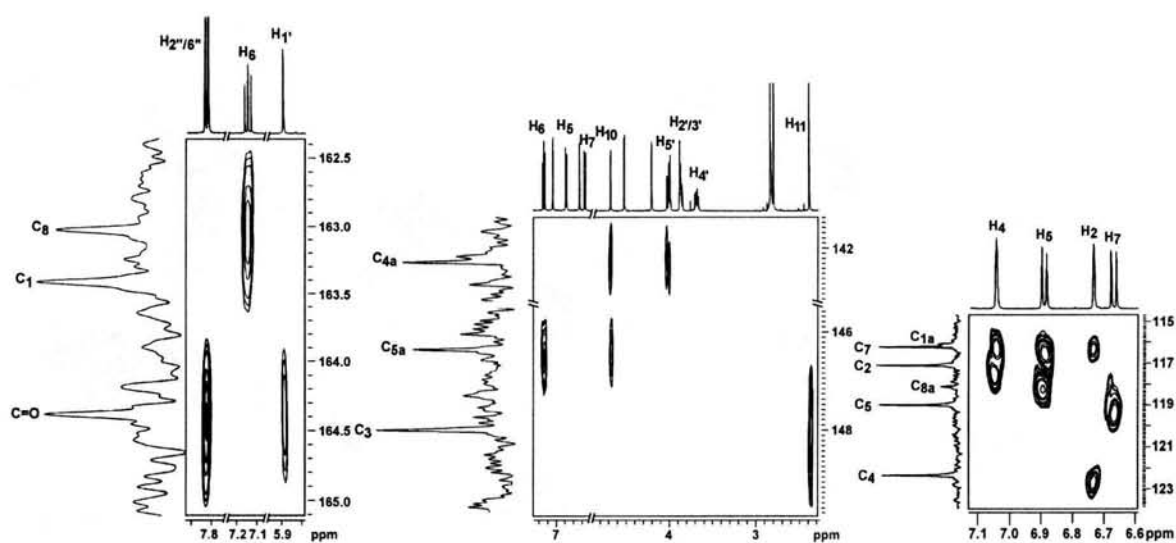 H2"/6" H6 H1'
C8
C1
C=O
162.5
163.0
163.5
164.0
164.5
165.0
7.8 7.2 7.1 5.9 ppm
H6 H5 H7 H10 H5' H2'/3' H4' H11
C4a
C5a
C3
142
146
148
7 4 3 ppm
H4 H5 H2 H7
C1a
C7
C2
C8a
C5
C4
115
117
119
121
123
7.1 7.0 6.9 6.8 6.7 6.6 ppm